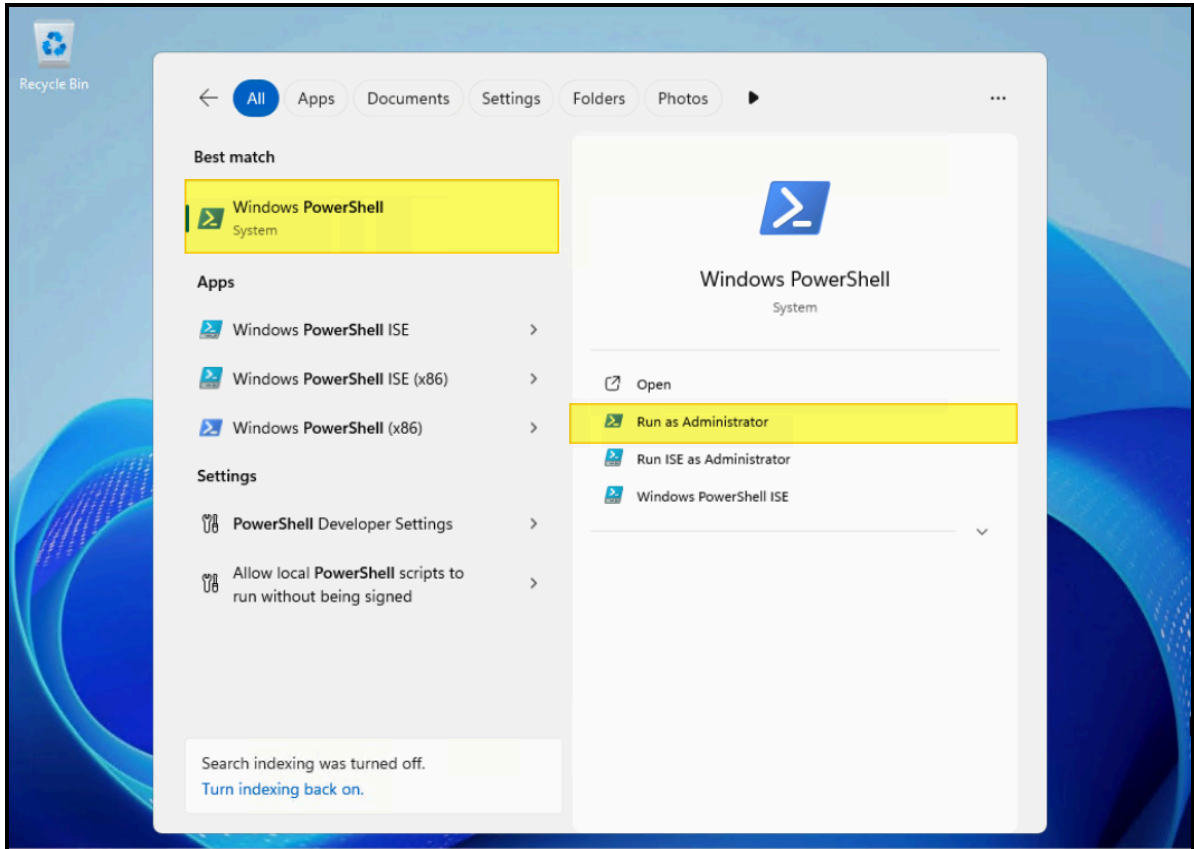 Recycle Bin
All
Apps
Documents
Settings
Folders
Photos
Best match
Windows PowerShell
System
Apps
Windows PowerShell ISE
Windows PowerShell ISE (x86)
Windows PowerShell (x86)
Settings
PowerShell Developer Settings
Allow local PowerShell scripts to
run without being signed
Search indexing was turned off.
Turn indexing back on.
Windows PowerShell
System
Open
Run as Administrator
Run ISE as Administrator
Windows PowerShell ISE